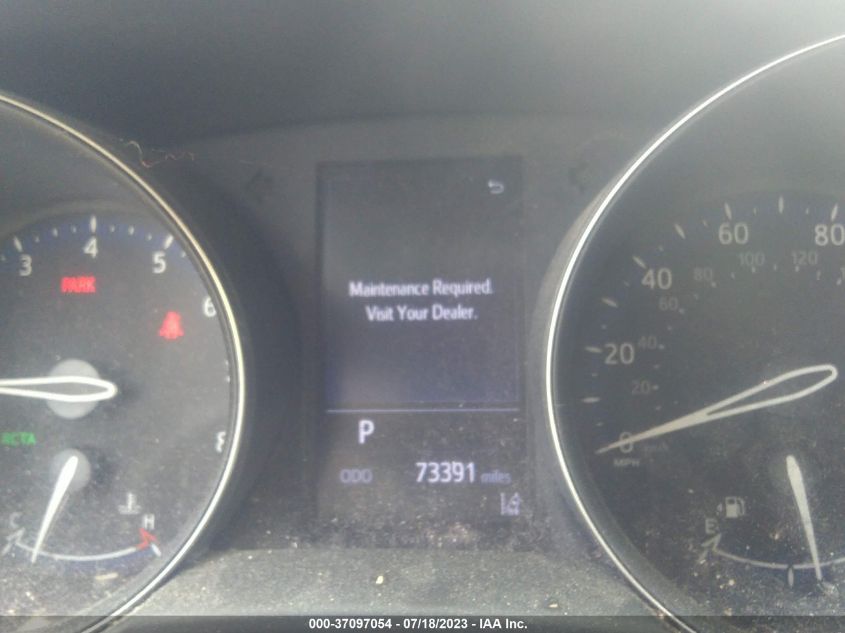 3 4 5 6 8
PARK
RCTA
C H
Maintenance Required.
Visit Your Dealer.
P
ODO 73391 miles
0 20 40 60 80
20 40 60 80 100 120
MPH
E
000-37097054 - 07/18/2023 - IAA Inc.